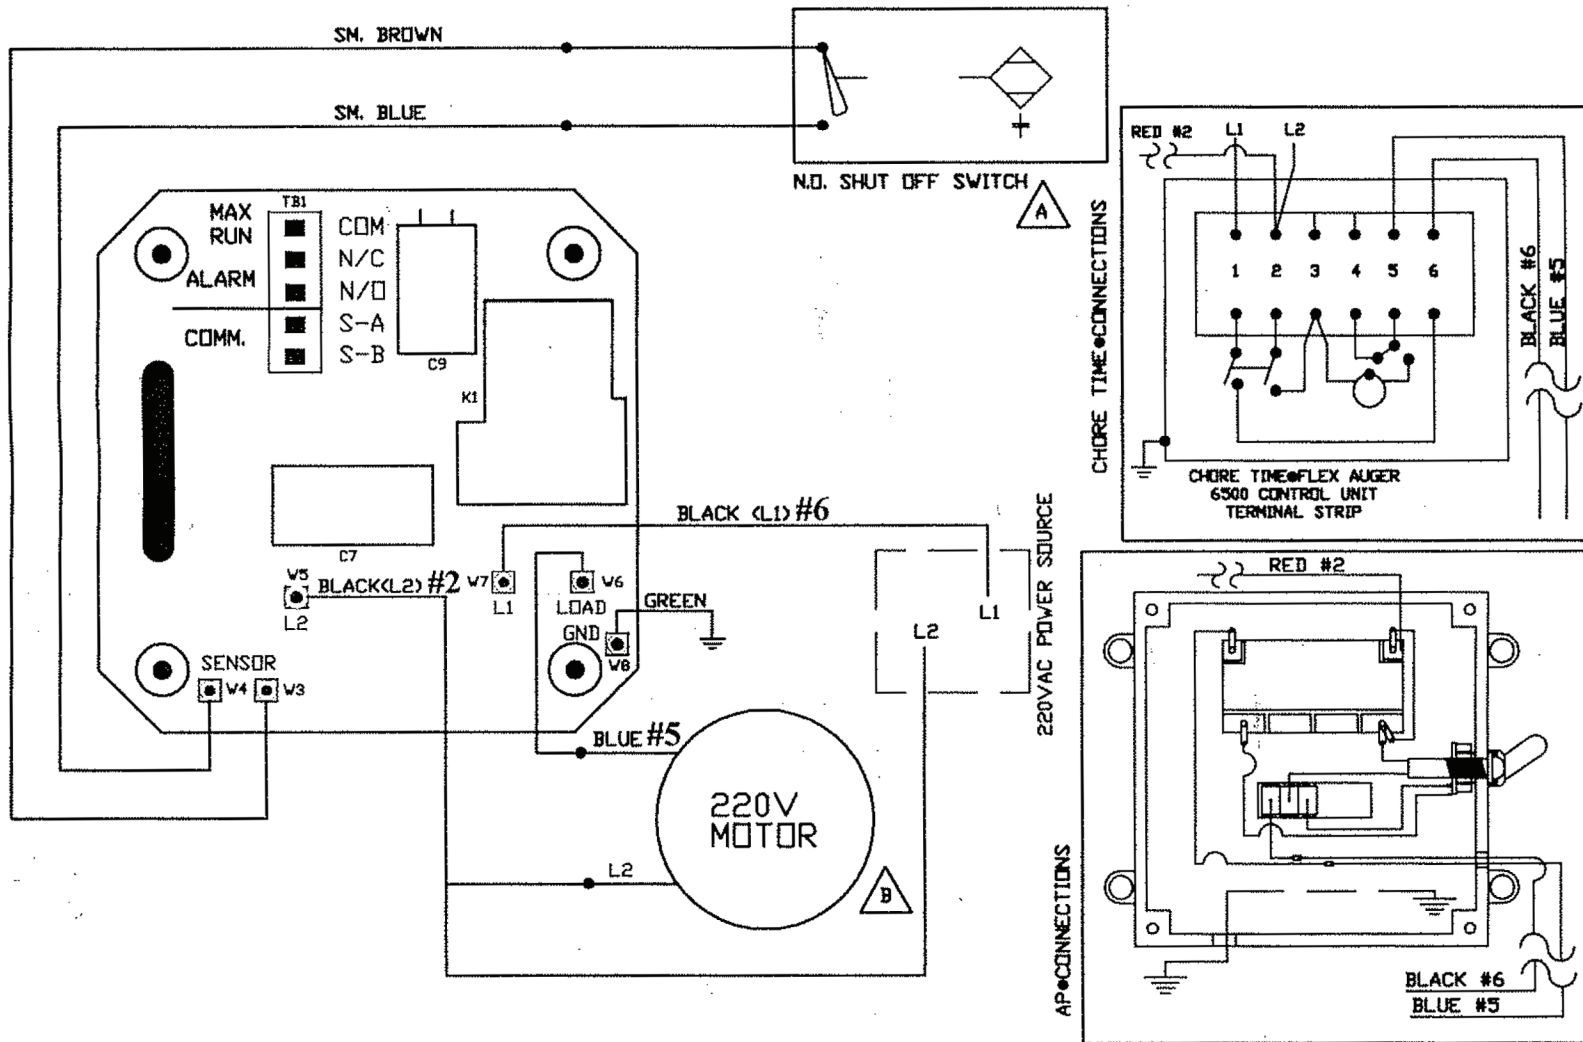 SM. BROWN
SM. BLUE
N.O. SHUT OFF SWITCH
A
MAX
RUN
ALARM
COMM.
TB1
COM
N/C
N/O
S-A
S-B
C9
K1
C7
W5
BLACK(L2) #2
L2
W7
L1
BLACK (L1) #6
W6
LOAD
GREEN
GND
W8
SENSOR
W4
W3
BLUE #5
220V
MOTOR
L2
B
L1
L2
220VAC POWER SOURCE
CHORE TIME●CONNECTIONS
RED #2
L1
L2
1 2 3 4 5 6
BLACK #6
BLUE #5
CHORE TIME●FLEX AUGER
6500 CONTROL UNIT
TERMINAL STRIP
AP●CONNECTIONS
RED #2
BLACK #6
BLUE #5